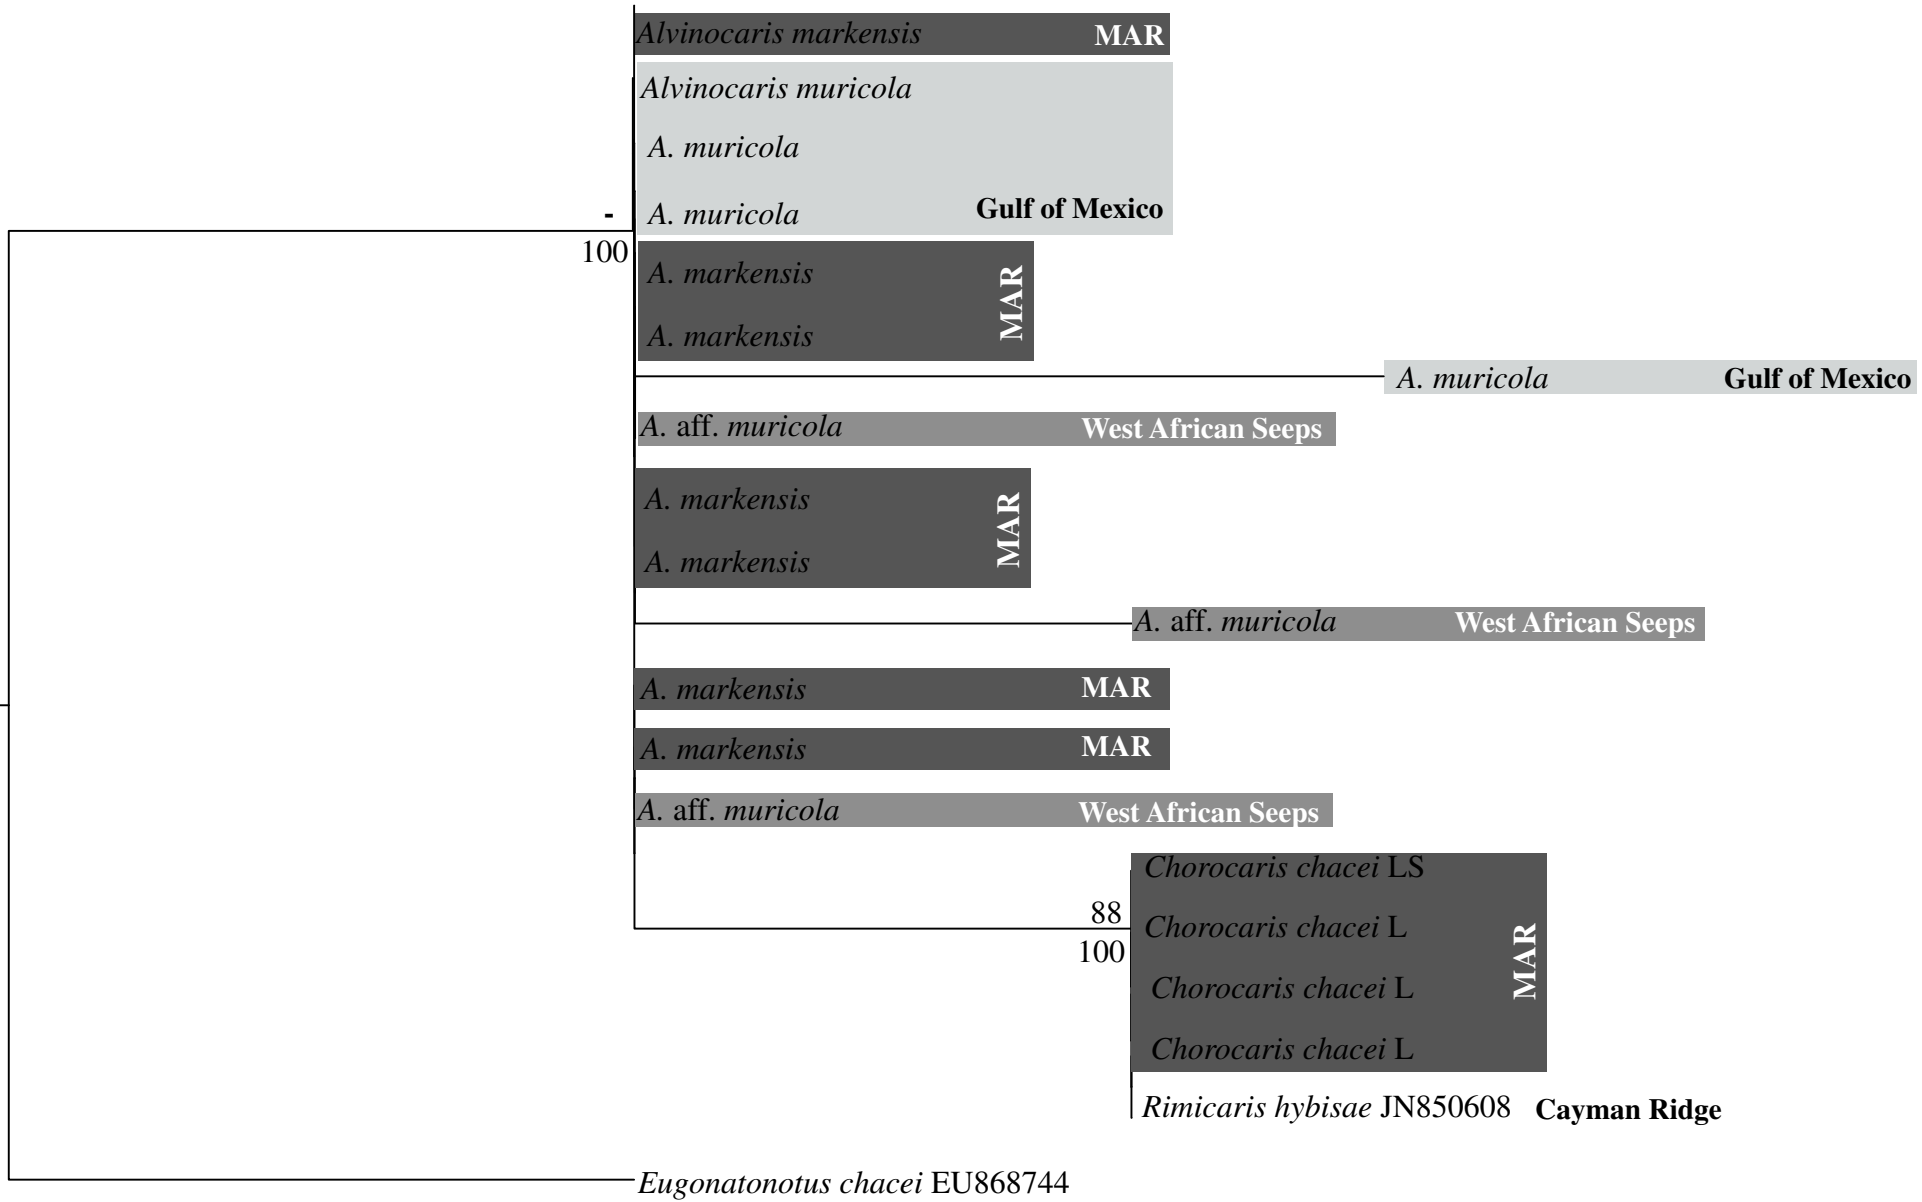 Alvinocaris markensis MAR
Alvinocaris muricola
A. muricola
- A. muricola Gulf of Mexico
100
A. markensis
MAR
A. markensis
A. muricola Gulf of Mexico
A. aff. muricola West African Seeps
A. markensis
MAR
A. markensis
A. aff. muricola West African Seeps
A. markensis MAR
A. markensis MAR
A. aff. muricola West African Seeps
Chorocaris chacei LS
88 Chorocaris chacei L
100
MAR
Chorocaris chacei L
Chorocaris chacei L
Rimicaris hybisae JN850608 Cayman Ridge
Eugonatonotus chacei EU868744